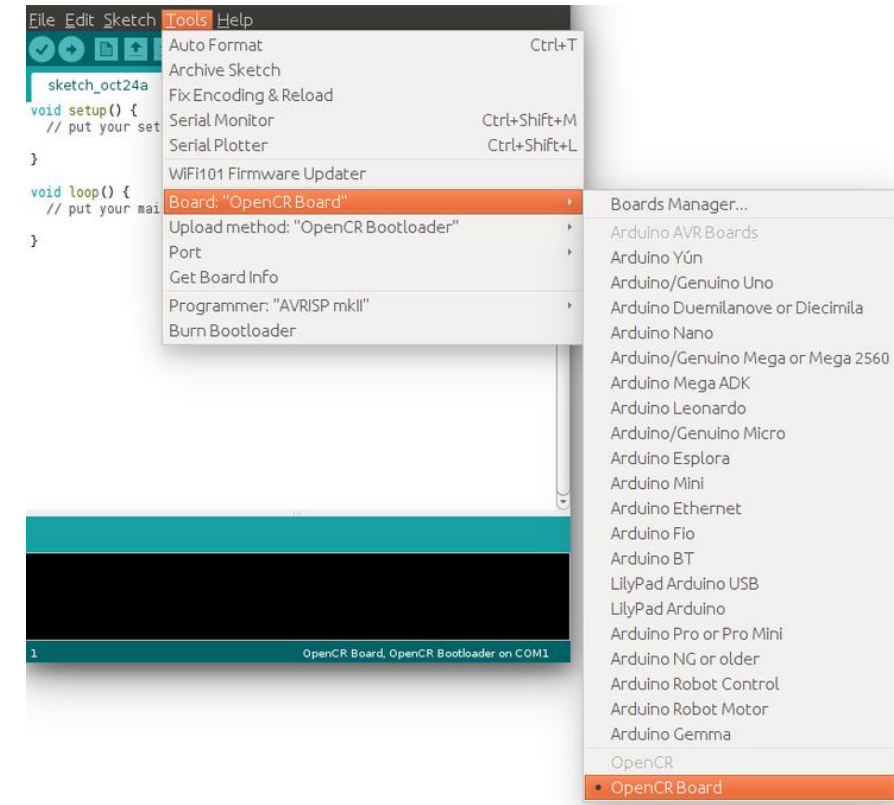 File Edit Sketch Tools Help
sketch_oct24a
void setup() {
// put your set
}
void loop() {
// put your mai
}
Auto Format Ctrl+T
Archive Sketch
Fix Encoding & Reload
Serial Monitor Ctrl+Shift+M
Serial Plotter Ctrl+Shift+L
WiFi101 Firmware Updater
Board: "OpenCR Board"
Upload method: "OpenCR Bootloader"
Port
Get Board Info
Programmer: "AVRISP mkII"
Burn Bootloader
Boards Manager...
Arduino AVR Boards
Arduino Yún
Arduino/Genuino Uno
Arduino Duemilanove or Diecimila
Arduino Nano
Arduino/Genuino Mega or Mega 2560
Arduino Mega ADK
Arduino Leonardo
Arduino/Genuino Micro
Arduino Esplora
Arduino Mini
Arduino Ethernet
Arduino Fio
Arduino BT
LilyPad Arduino USB
LilyPad Arduino
Arduino Pro or Pro Mini
Arduino NG or older
Arduino Robot Control
Arduino Robot Motor
Arduino Gemma
OpenCR
OpenCR Board
1 OpenCR Board, OpenCR Bootloader on COM1